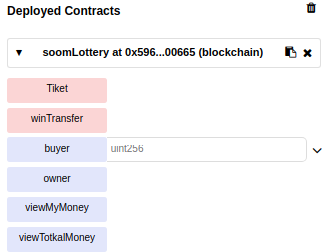 Deployed Contracts
▼ soomLottery at 0x596...00665 (blockchain)
Tiket
winTransfer
buyer uint256
owner
viewMyMoney
viewTotkalMoney